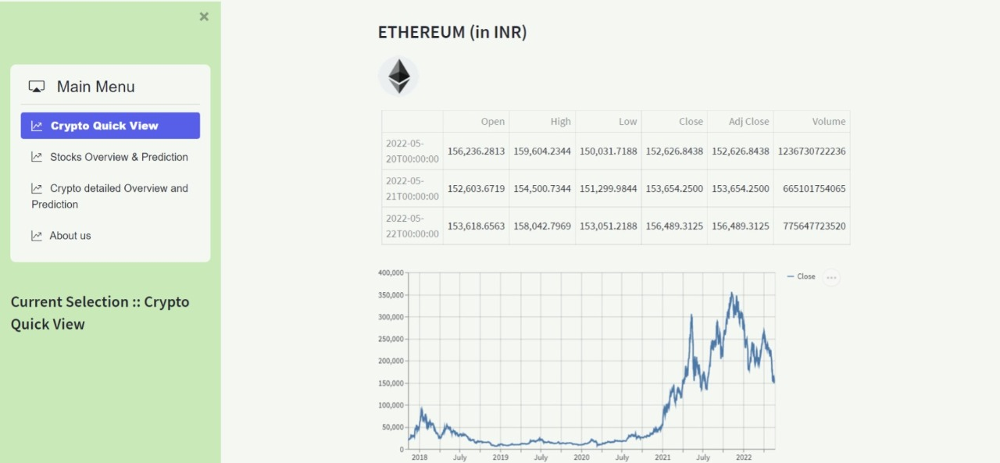 ×
Main Menu
Crypto Quick View
Stocks Overview & Prediction
Crypto detailed Overview and
Prediction
About us
Current Selection :: Crypto
Quick View
ETHEREUM (in INR)
Open High Low Close Adj Close Volume
2022-05-
20T00:00:00 156,236.2813 159,604.2344 150,031.7188 152,626.8438 152,626.8438 1236730722236
2022-05-
21T00:00:00 152,603.6719 154,500.7344 151,299.9844 153,654.2500 153,654.2500 665101754065
2022-05-
22T00:00:00 153,618.6563 158,042.7969 153,051.2188 156,489.3125 156,489.3125 775647723520
400,000
350,000
300,000
250,000
200,000
150,000
100,000
50,000
0
2018 July 2019 July 2020 July 2021 July 2022
Close